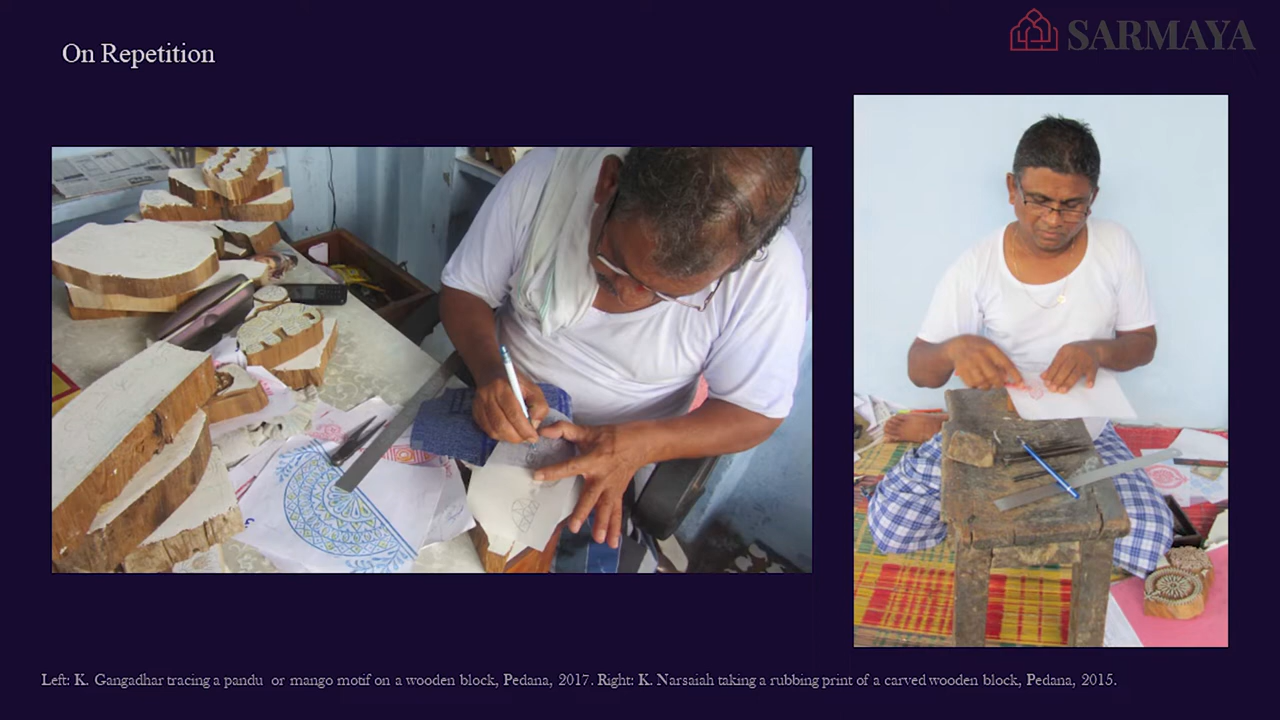 On Repetition
SARMAYA
Left: K. Gangadhar tracing a pandu or mango motif on a wooden block, Pedana, 2017. Right: K. Narsaiah taking a rubbing print of a carved wooden block, Pedana, 2015.